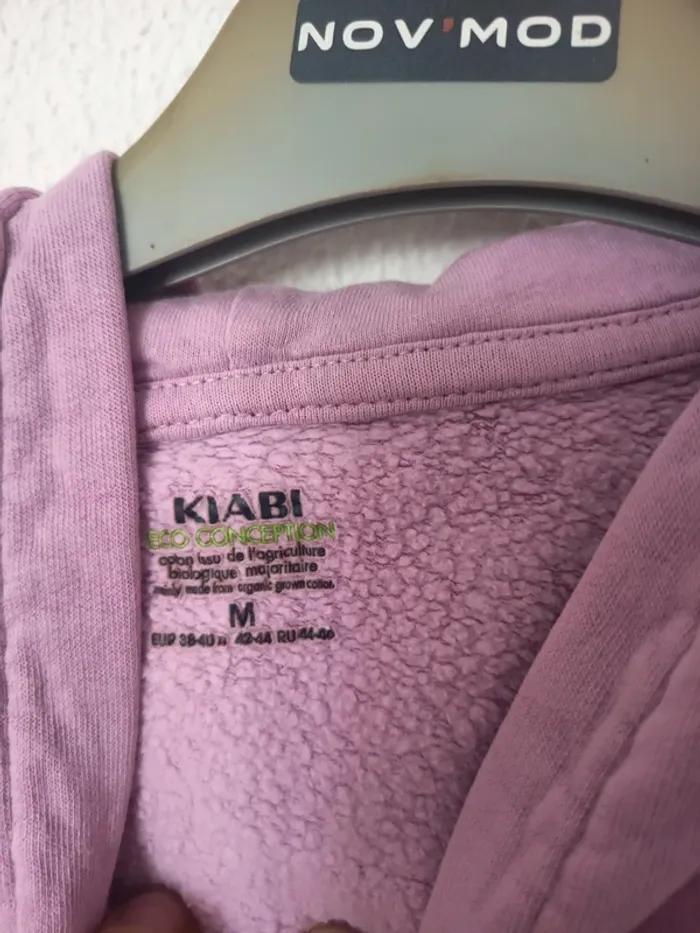 NOV'MOD
KIABI
ECO CONCEPTION
coton issu de l'agriculture
biologique majoritaire
mainly made from organic grown cotton
M
EUR 38-40 IT 42-44 RU 44-46